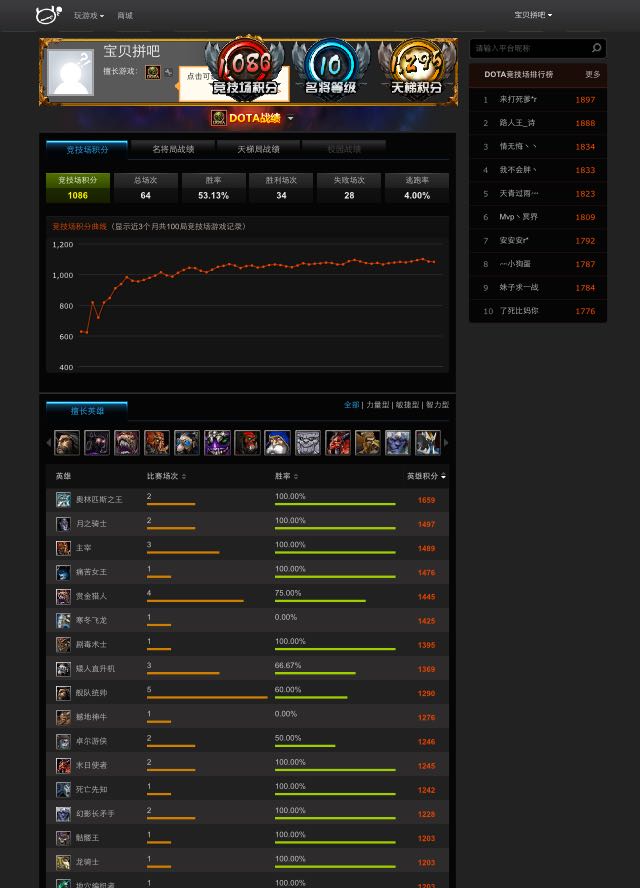 玩游戏 商城 宝贝拼吧
宝贝拼吧
擅长游戏:
点击可
1086 竞技场积分
10 名将等级
1295 天梯积分
DOTA战绩
竞技场积分 名将局战绩 天梯局战绩 校园战绩
竞技场积分 总场次 胜率 胜利场次 失败场次 逃跑率
1086 64 53.13% 34 28 4.00%
竞技场积分曲线 (显示近3个月共100局竞技场游戏记录)
1,200
1,000
800
600
400
擅长英雄 全部 | 力量型 | 敏捷型 | 智力型
英雄 比赛场次 胜率 英雄积分
奥林匹斯之王 2 100.00% 1659
月之骑士 2 100.00% 1497
主宰 3 100.00% 1489
痛苦女王 1 100.00% 1476
赏金猎人 4 75.00% 1445
寒冬飞龙 1 0.00% 1425
剧毒术士 1 100.00% 1395
矮人直升机 3 66.67% 1369
舰队统帅 5 60.00% 1290
撼地神牛 1 0.00% 1276
卓尔游侠 2 50.00% 1246
末日使者 2 100.00% 1245
死亡先知 1 100.00% 1242
幻影长矛手 2 100.00% 1228
骷髅王 1 100.00% 1203
龙骑士 1 100.00% 1203
地穴编织者 1 100.00% 1203
请输入平台昵称
DOTA竞技场排行榜 更多
1 来打死爹*r 1897
2 路人王_诗 1888
3 情无悔丶丶 1834
4 我不会胖丶 1833
5 天青过雨一 1823
6 Mvp丶冥界 1809
7 安安安r* 1792
8 一小狗蛋 1787
9 妹子求一战 1784
10 了死比妈你 1776